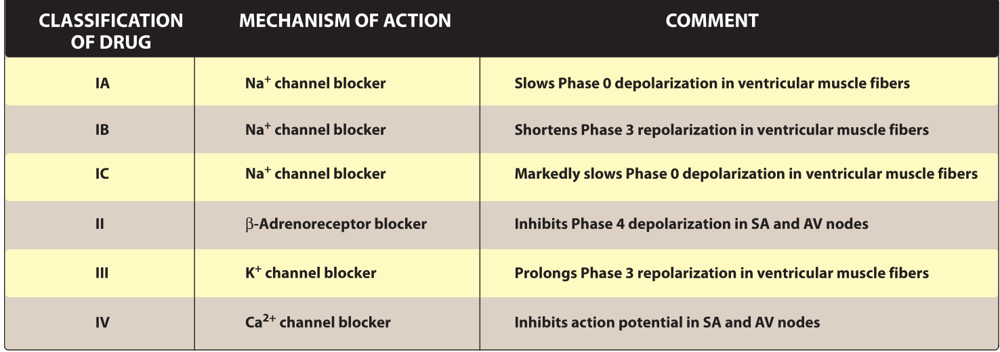 CLASSIFICATION MECHANISM OF ACTION COMMENT
OF DRUG
IA Na⁺ channel blocker Slows Phase 0 depolarization in ventricular muscle fibers
IB Na⁺ channel blocker Shortens Phase 3 repolarization in ventricular muscle fibers
IC Na⁺ channel blocker Markedly slows Phase 0 depolarization in ventricular muscle fibers
II β-Adrenoreceptor blocker Inhibits Phase 4 depolarization in SA and AV nodes
III K⁺ channel blocker Prolongs Phase 3 repolarization in ventricular muscle fibers
IV Ca²⁺ channel blocker Inhibits action potential in SA and AV nodes